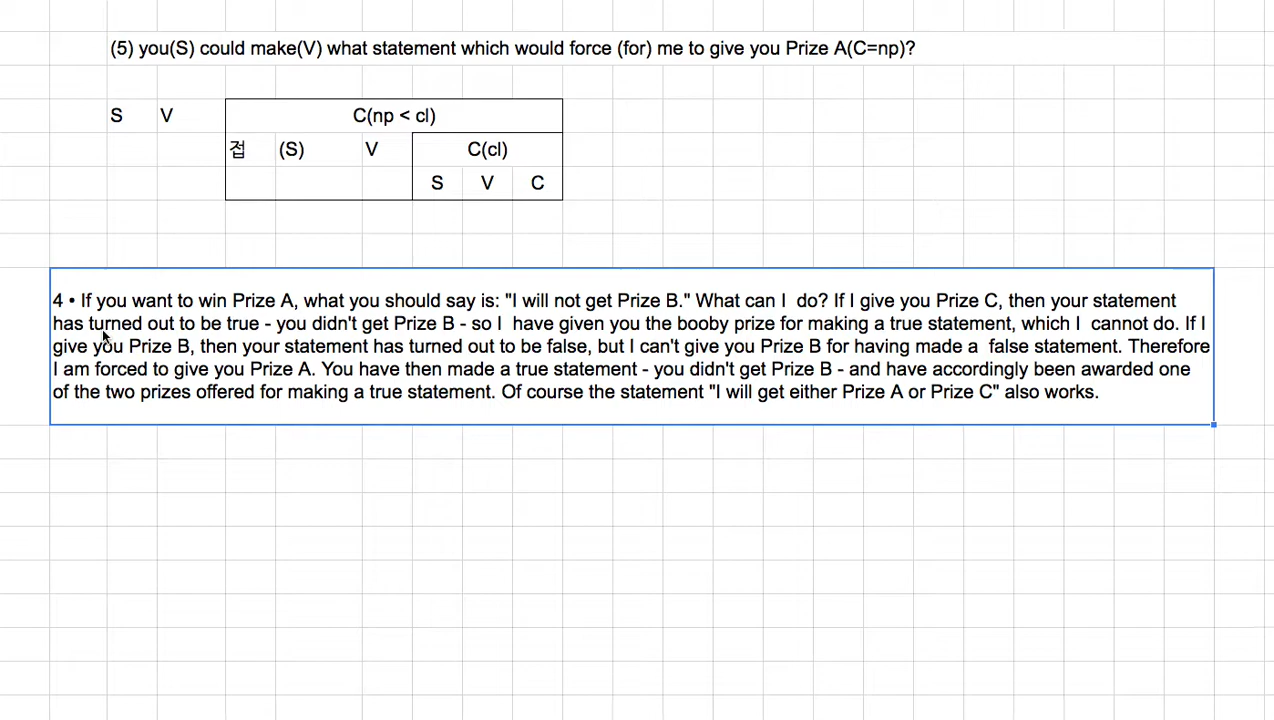 (5) you(S) could make(V) what statement which would force (for) me to give you Prize A(C=np)?
S V C(np < cl)
접 (S) V C(cl)
S V C
4 • If you want to win Prize A, what you should say is: "I will not get Prize B." What can I do? If I give you Prize C, then your statement
has turned out to be true - you didn't get Prize B - so I have given you the booby prize for making a true statement, which I cannot do. If I
give you Prize B, then your statement has turned out to be false, but I can't give you Prize B for having made a false statement. Therefore
I am forced to give you Prize A. You have then made a true statement - you didn't get Prize B - and have accordingly been awarded one
of the two prizes offered for making a true statement. Of course the statement "I will get either Prize A or Prize C" also works.